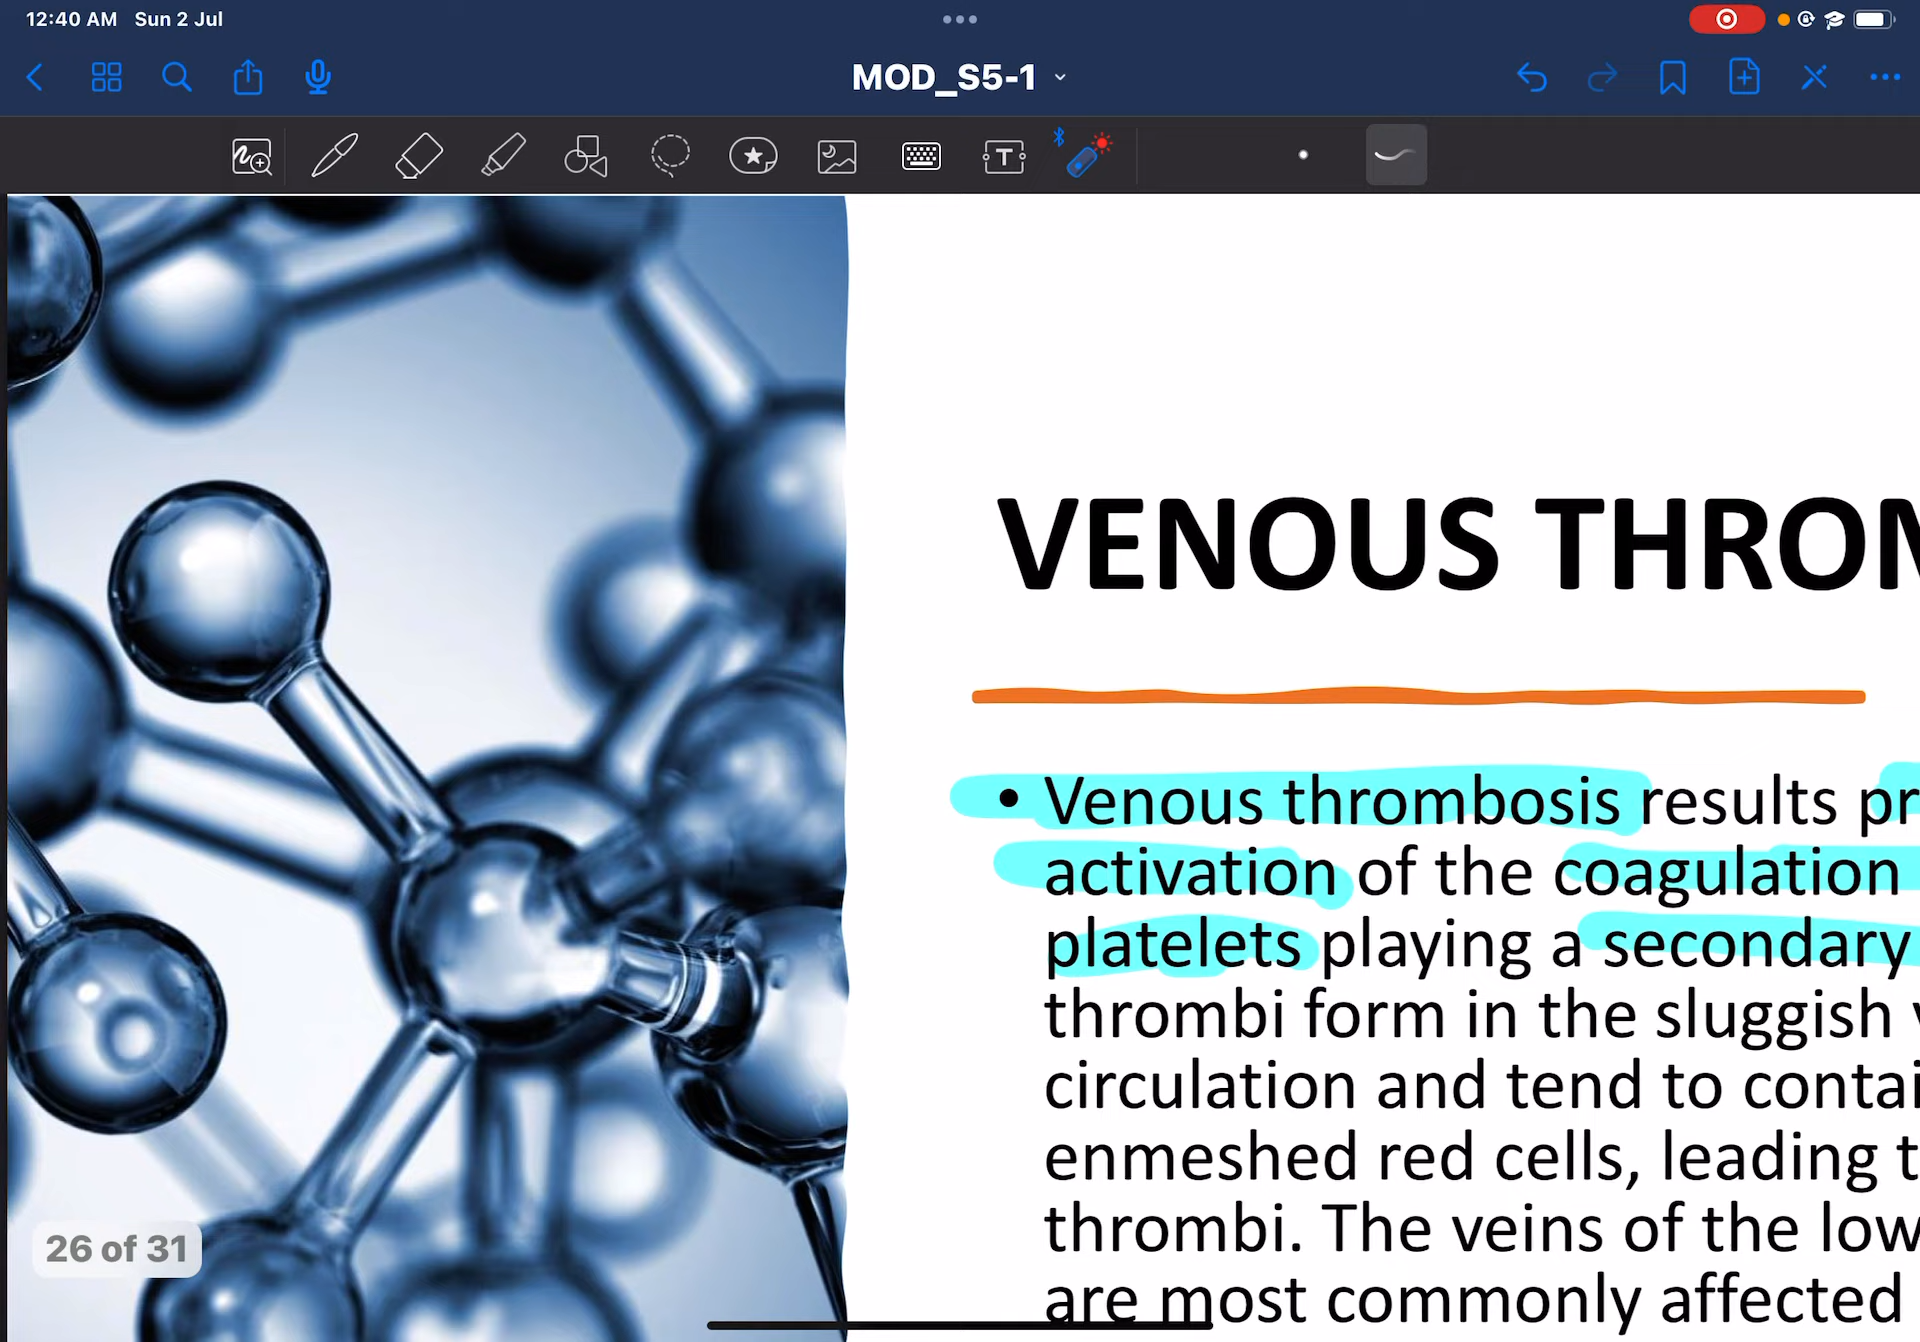 12:40 AM Sun 2 Jul
MOD_S5-1
T
VENOUS THROM
• Venous thrombosis results pr
activation of the coagulation
platelets playing a secondary
thrombi form in the sluggish v
circulation and tend to contai
enmeshed red cells, leading t
thrombi. The veins of the low
are most commonly affected
26 of 31